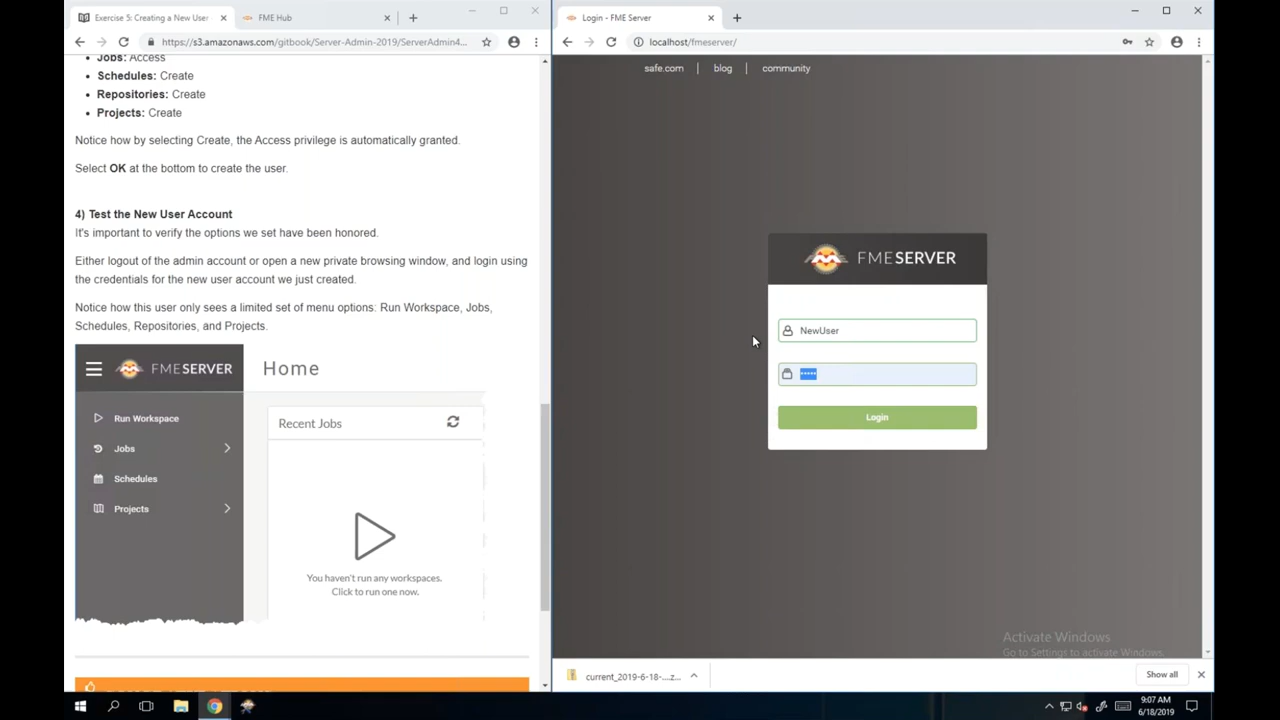 Exercise 5: Creating a New User
FME Hub
https://s3.amazonaws.com/gitbook/Server-Admin-2019/ServerAdmin4...
Jobs: Access
Schedules: Create
Repositories: Create
Projects: Create
Notice how by selecting Create, the Access privilege is automatically granted.
Select OK at the bottom to create the user.
4) Test the New User Account
It's important to verify the options we set have been honored.
Either logout of the admin account or open a new private browsing window, and login using
the credentials for the new user account we just created.
Notice how this user only sees a limited set of menu options: Run Workspace, Jobs,
Schedules, Repositories, and Projects.
FMESERVER
Home
Run Workspace
Jobs
Schedules
Projects
Recent Jobs
You haven't run any workspaces.
Click to run one now.
Login - FME Server
localhost/fmeserver/
safe.com | blog | community
FMESERVER
NewUser
•••••
Login
Activate Windows
Go to Settings to activate Windows.
current_2019-6-18-....z...
Show all
9:07 AM
6/18/2019